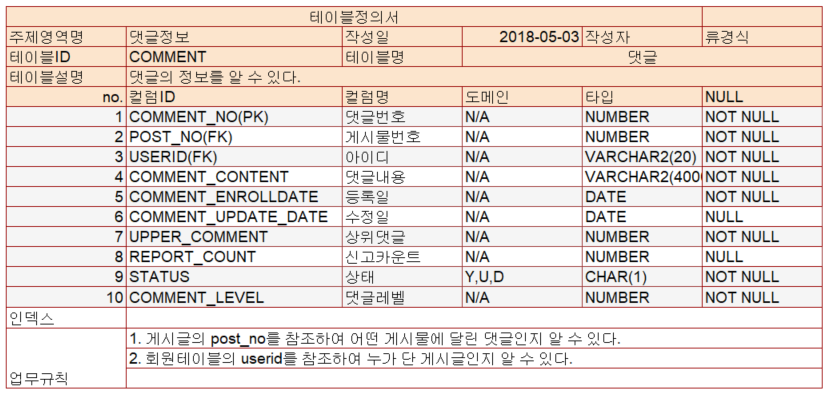 테이블정의서
주제영역명 댓글정보 작성일 2018-05-03 작성자 류경식
테이블ID COMMENT 테이블명 댓글
테이블설명 댓글의 정보를 알 수 있다.
no. 컬럼ID 컬럼명 도메인 타입 NULL
1 COMMENT_NO(PK) 댓글번호 N/A NUMBER NOT NULL
2 POST_NO(FK) 게시물번호 N/A NUMBER NOT NULL
3 USERID(FK) 아이디 N/A VARCHAR2(20) NOT NULL
4 COMMENT_CONTENT 댓글내용 N/A VARCHAR2(400 NOT NULL
5 COMMENT_ENROLLDATE 등록일 N/A DATE NOT NULL
6 COMMENT_UPDATE_DATE 수정일 N/A DATE NULL
7 UPPER_COMMENT 상위댓글 N/A NUMBER NOT NULL
8 REPORT_COUNT 신고카운트 N/A NUMBER NULL
9 STATUS 상태 Y,U,D CHAR(1) NOT NULL
10 COMMENT_LEVEL 댓글레벨 N/A NUMBER NOT NULL
인덱스
1. 게시글의 post_no를 참조하여 어떤 게시물에 달린 댓글인지 알 수 있다.
2. 회원테이블의 userid를 참조하여 누가 단 게시글인지 알 수 있다.
업무규칙